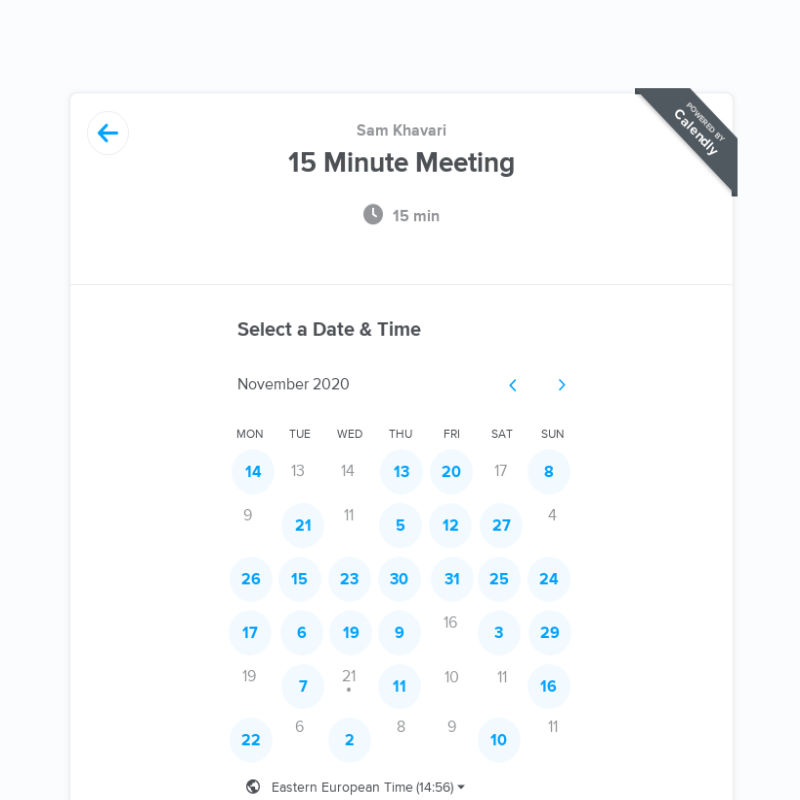 POWERED BY
Calendly
Sam Khavari
15 Minute Meeting
15 min
Select a Date & Time
November 2020
MON TUE WED THU FRI SAT SUN
14 13 14 13 20 17 8
9 21 11 5 12 27 4
26 15 23 30 31 25 24
17 6 19 9 16 3 29
19 7 21 11 10 11 16
22 6 2 8 9 10 11
Eastern European Time (14:56)